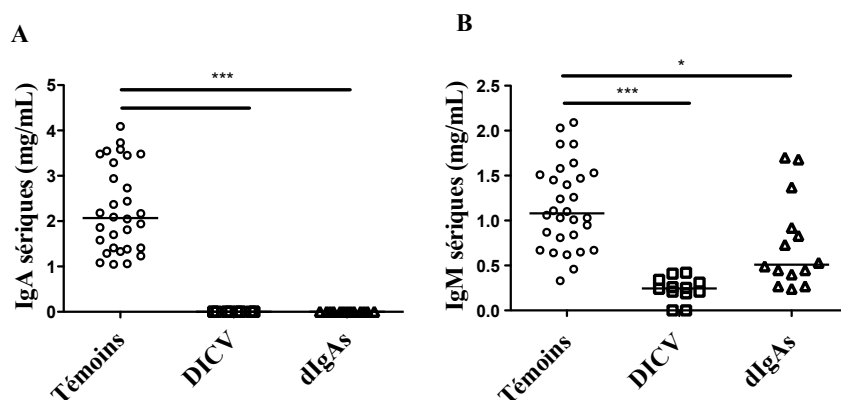 A
***
IgA sériques (mg/mL)
5
4
3
2
1
0
Témoins
DICV
dIgAs
B
*
***
IgM sériques (mg/mL)
2.5
2.0
1.5
1.0
0.5
0.0
Témoins
DICV
dIgAs